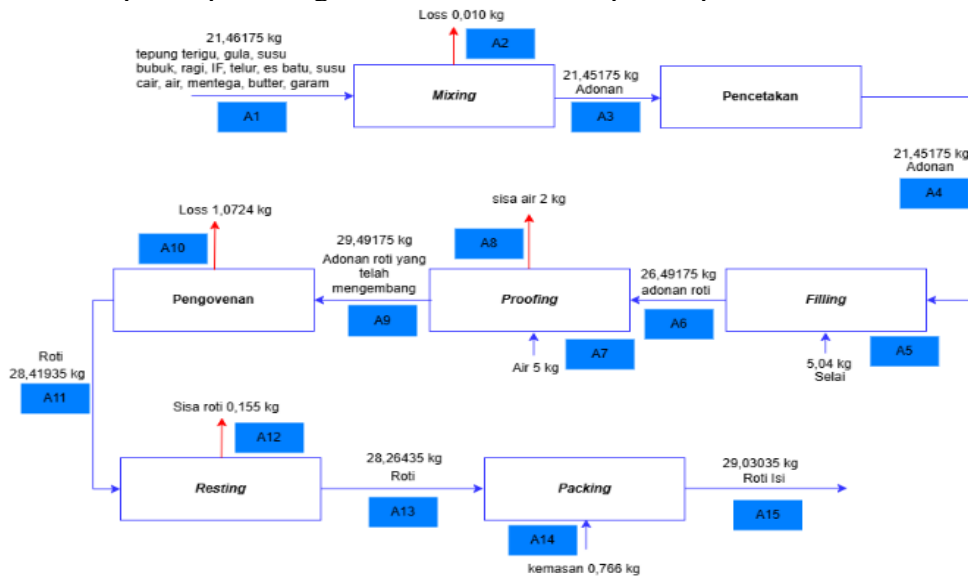 Loss 0,010 kg
A2
21,46175 kg
tepung terigu, gula, susu
bubuk, ragi, IF, telur, es batu, susu
cair, air, mentega, butter, garam
A1
Mixing
21,45175 kg
Adonan
A3
Pencetakan
21,45175 kg
Adonan
A4
Loss 1,0724 kg
A10
sisa air 2 kg
A8
29,49175 kg
Adonan roti yang
telah
mengembang
A9
Pengovenan
Proofing
26,49175 kg
adonan roti
A6
Filling
Air 5 kg
A7
5,04 kg
Selai
A5
Roti
28,41935 kg
A11
Sisa roti 0,155 kg
A12
Resting
28,26435 kg
Roti
A13
Packing
29,03035 kg
Roti Isi
A15
A14
kemasan 0,766 kg